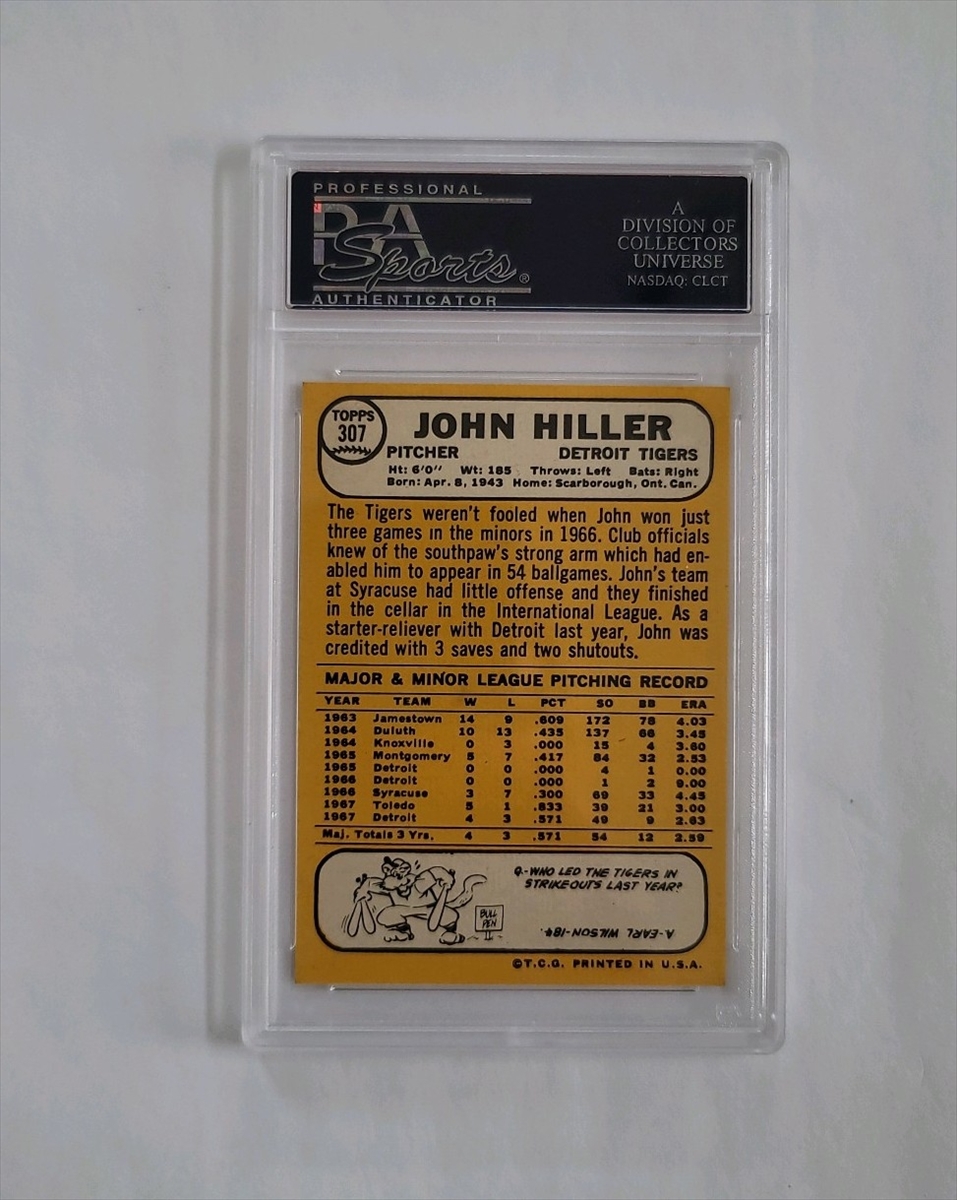 PROFESSIONAL
PSA
Sports®
AUTHENTICATOR
A
DIVISION OF
COLLECTORS
UNIVERSE
NASDAQ: CLCT
TOPPS
307
JOHN HILLER
PITCHER DETROIT TIGERS
Ht: 6'0" Wt: 185 Throws: Left Bats: Right
Born: Apr. 8, 1943 Home: Scarborough, Ont. Can.
The Tigers weren't fooled when John won just
three games in the minors in 1966. Club officials
knew of the southpaw's strong arm which had en-
abled him to appear in 54 ballgames. John's team
at Syracuse had little offense and they finished
in the cellar in the International League. As a
starter-reliever with Detroit last year, John was
credited with 3 saves and two shutouts.
MAJOR & MINOR LEAGUE PITCHING RECORD
YEAR TEAM W L PCT SO BB ERA
1963 Jamestown 14 9 .609 172 78 4.03
1964 Duluth 10 13 .435 137 66 3.45
1964 Knoxville 0 3 .000 15 4 3.60
1965 Montgomery 5 7 .417 84 32 2.53
1965 Detroit 0 0 .000 4 1 0.00
1966 Detroit 0 0 .000 1 2 9.00
1966 Syracuse 3 7 .300 69 33 4.45
1967 Toledo 5 1 .833 39 21 3.00
1967 Detroit 4 3 .571 49 9 2.63
Maj. Totals 3 Yrs. 4 3 .571 54 12 2.59
Q-WHO LED THE TIGERS IN
STRIKEOUTS LAST YEAR?
BULL
PEN
A-EARL WILSON-184.
©T.C.G. PRINTED IN U.S.A.